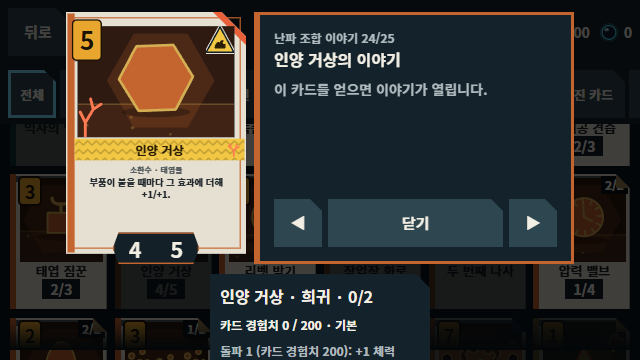 뒤로
00
0
전체
진 카드
5
인양 거상
소환수 · 태엽들
부품이 붙을 때마다 그 효과에 더해
+1/+1.
4 5
난파 조합 이야기 24/25
인양 거상의 이야기
이 카드를 얻으면 이야기가 열립니다.
◀ 닫기 ▶
2/3
3
2/
태엽 짐꾼
인양 거상
리벳 박기
작업장 화로
두 번째 나사
압력 밸브
2/3
4/5
1/4
인양 거상 · 희귀 · 0/2
카드 경험치 0 / 200 · 기본
돌파 1 (카드 경험치 200): +1 체력
2
2/
3
1/
7
1